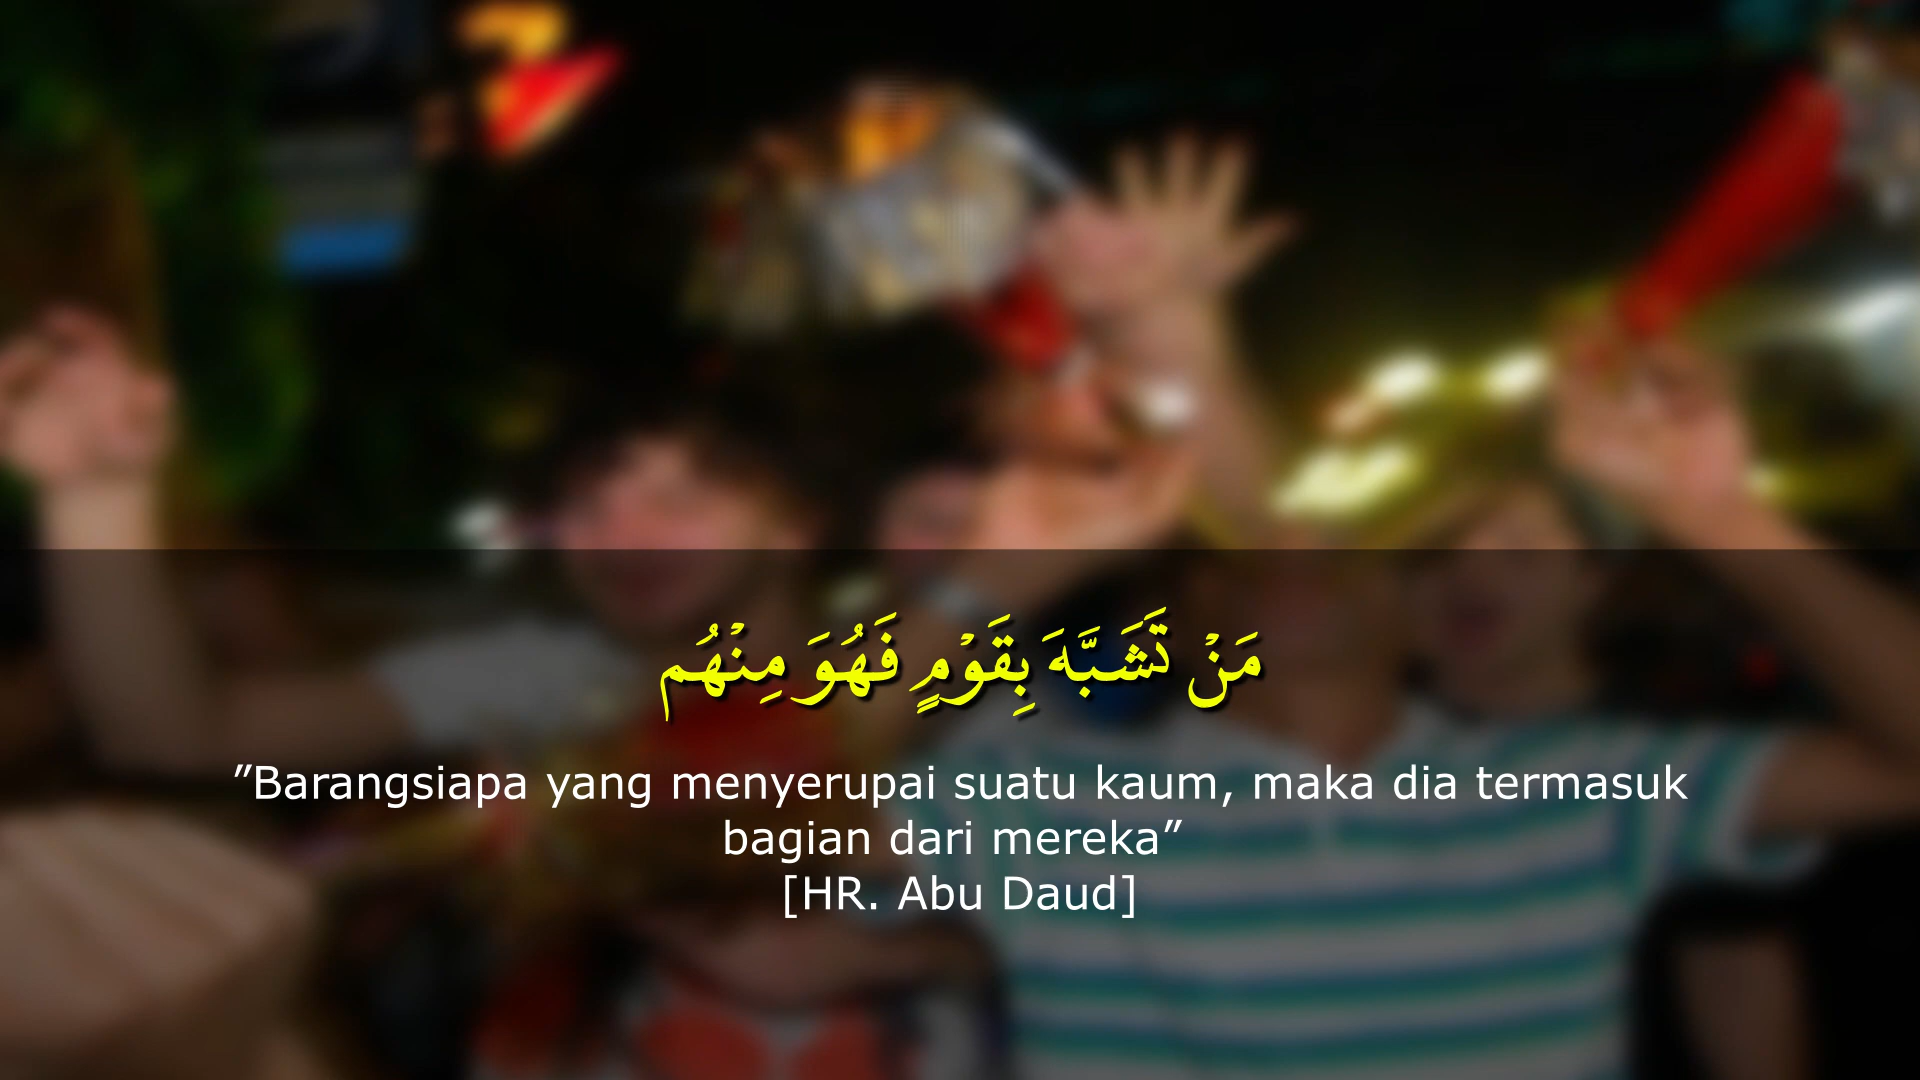 مَنْ تَشَبَّهَ بِقَوْمٍ فَهُوَ مِنْهُم
”Barangsiapa yang menyerupai suatu kaum, maka dia termasuk
bagian dari mereka”
[HR. Abu Daud]